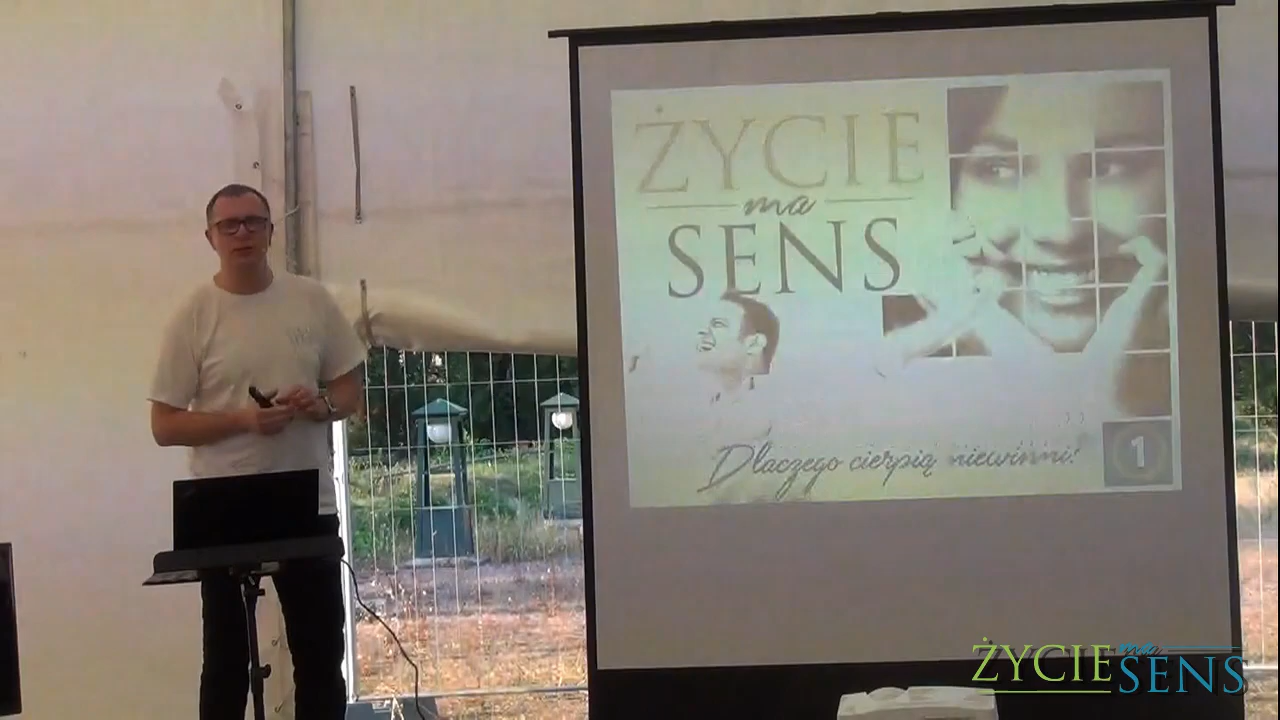 ŻYCIE
ma
SENS
Dlaczego cierpią niewinni?
1
ŻYCIE ma SENS